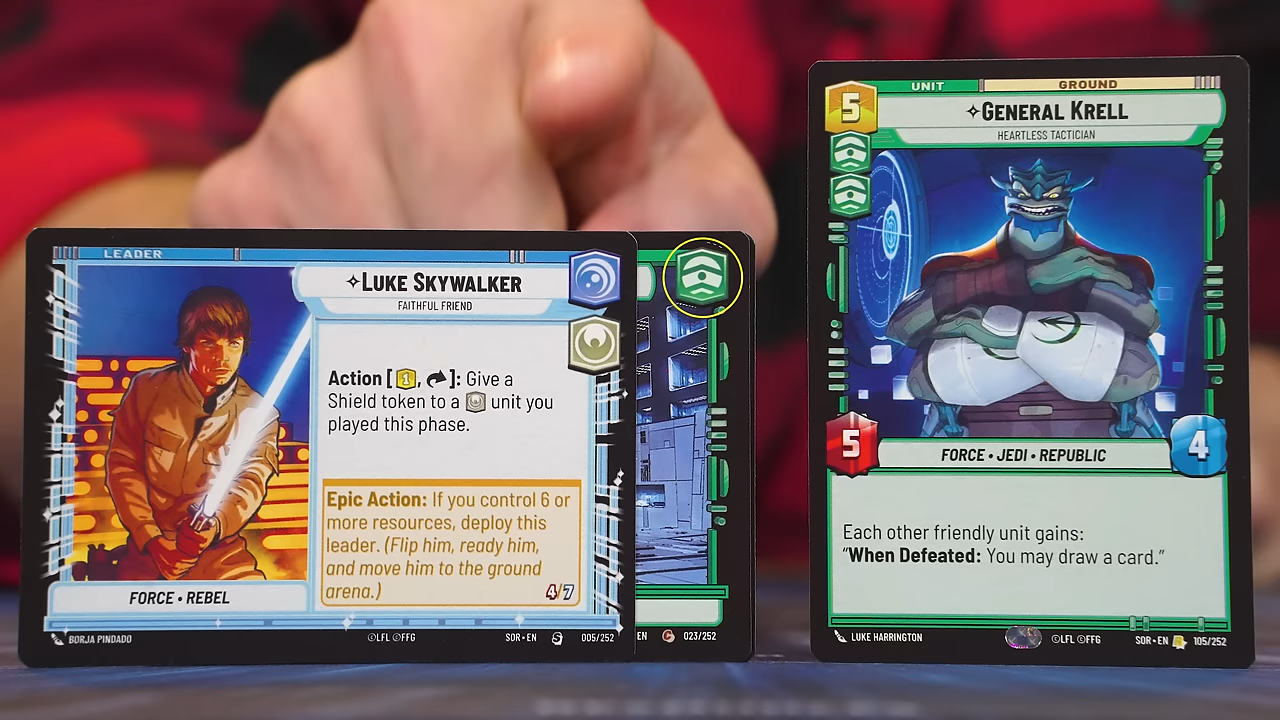 LEADER
LUKE SKYWALKER
FAITHFUL FRIEND
Action [1, ]: Give a
Shield token to a unit you
played this phase.
Epic Action: If you control 6 or
more resources, deploy this
leader. (Flip him, ready him,
and move him to the ground
arena.)
4/7
FORCE • REBEL
BORJA PINDADO
©LFL ©FFG
SOR • EN
S
005/252
EN
C
023/252
UNIT
GROUND
5
GENERAL KRELL
HEARTLESS TACTICIAN
5
4
FORCE • JEDI • REPUBLIC
Each other friendly unit gains:
"When Defeated: You may draw a card."
LUKE HARRINGTON
©LFL ©FFG
SOR • EN
105/252